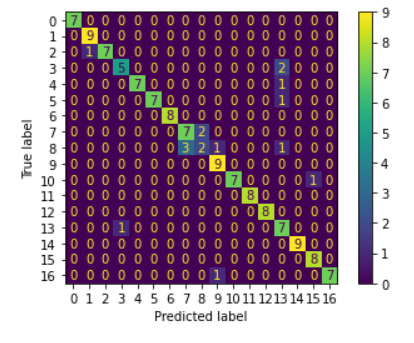 True label
0 7 0 0 0 0 0 0 0 0 0 0 0 0 0 0 0 0
1 0 9 0 0 0 0 0 0 0 0 0 0 0 0 0 0 0
2 0 1 7 0 0 0 0 0 0 0 0 0 0 0 0 0 0
3 0 0 0 5 0 0 0 0 0 0 0 0 0 2 0 0 0
4 0 0 0 0 7 0 0 0 0 0 0 0 0 1 0 0 0
5 0 0 0 0 0 7 0 0 0 0 0 0 0 1 0 0 0
6 0 0 0 0 0 0 8 0 0 0 0 0 0 0 0 0 0
7 0 0 0 0 0 0 0 7 2 0 0 0 0 0 0 0 0
8 0 0 0 0 0 0 0 3 2 1 0 0 0 1 0 0 0
9 0 0 0 0 0 0 0 0 0 9 0 0 0 0 0 0 0
10 0 0 0 0 0 0 0 0 0 0 7 0 0 0 0 1 0
11 0 0 0 0 0 0 0 0 0 0 0 8 0 0 0 0 0
12 0 0 0 0 0 0 0 0 0 0 0 0 8 0 0 0 0
13 0 0 0 1 0 0 0 0 0 0 0 0 0 7 0 0 0
14 0 0 0 0 0 0 0 0 0 0 0 0 0 0 9 0 0
15 0 0 0 0 0 0 0 0 0 0 0 0 0 0 0 8 0
16 0 0 0 0 0 0 0 0 0 1 0 0 0 0 0 0 7
0 1 2 3 4 5 6 7 8 9 10 11 12 13 14 15 16
Predicted label
9
8
7
6
5
4
3
2
1
0